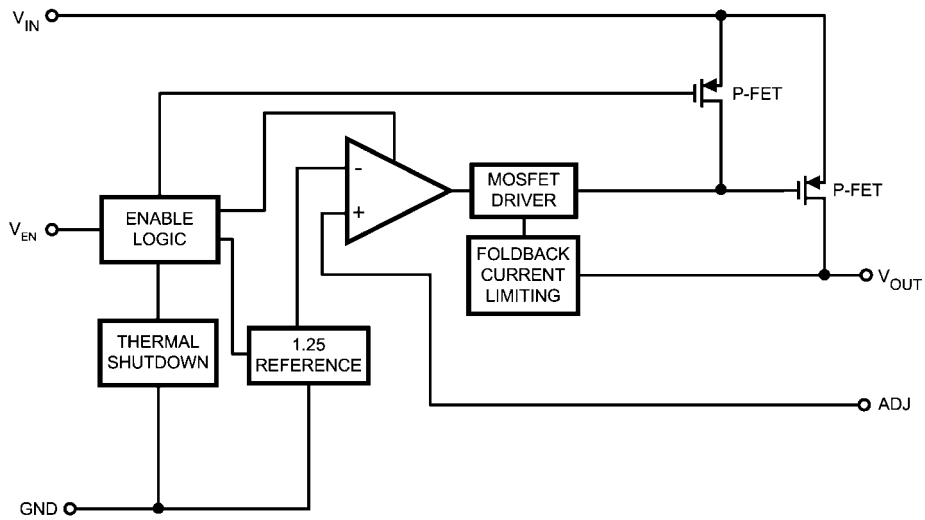 VIN
P-FET
MOSFET
DRIVER
P-FET
VEN
ENABLE
LOGIC
-
+
FOLDBACK
CURRENT
LIMITING
VOUT
THERMAL
SHUTDOWN
1.25
REFERENCE
ADJ
GND